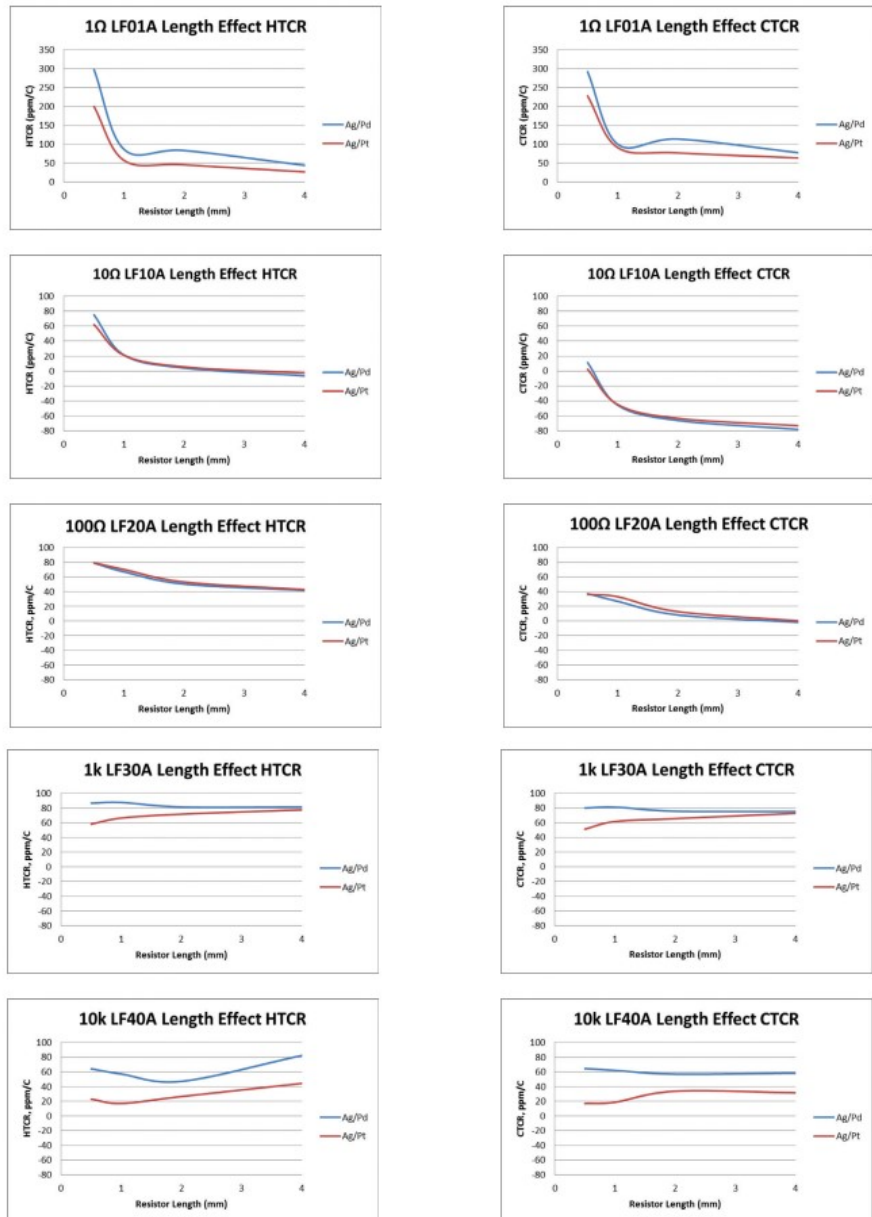 1Ω LF01A Length Effect HTCR
350
300
250
200
150
100
50
0
HTCR (ppm/C)
0 1 2 3 4
Resistor Length (mm)
Ag/Pd
Ag/Pt
1Ω LF01A Length Effect CTCR
350
300
250
200
150
100
50
0
CTCR (ppm/C)
0 1 2 3 4
Resistor Length (mm)
Ag/Pd
Ag/Pt
10Ω LF10A Length Effect HTCR
100
80
60
40
20
0
-20
-40
-60
-80
HTCR (ppm/C)
0 1 2 3 4
Resistor Length (mm)
Ag/Pd
Ag/Pt
10Ω LF10A Length Effect CTCR
100
80
60
40
20
0
-20
-40
-60
-80
CTCR (ppm/C)
0 1 2 3 4
Resistor Length (mm)
Ag/Pd
Ag/Pt
100Ω LF20A Length Effect HTCR
100
80
60
40
20
0
-20
-40
-60
-80
HTCR, ppm/C
0 1 2 3 4
Resistor Length (mm)
Ag/Pd
Ag/Pt
100Ω LF20A Length Effect CTCR
100
80
60
40
20
0
-20
-40
-60
-80
CTCR, ppm/C
0 1 2 3 4
Resistor Length (mm)
Ag/Pd
Ag/Pt
1k LF30A Length Effect HTCR
100
80
60
40
20
0
-20
-40
-60
-80
HTCR, ppm/C
0 1 2 3 4
Resistor Length (mm)
Ag/Pd
Ag/Pt
1k LF30A Length Effect CTCR
100
80
60
40
20
0
-20
-40
-60
-80
CTCR, ppm/C
0 1 2 3 4
Resistor Length (mm)
Ag/Pd
Ag/Pt
10k LF40A Length Effect HTCR
100
80
60
40
20
0
-20
-40
-60
-80
HTCR, ppm/C
0 1 2 3 4
Resistor Length (mm)
Ag/Pd
Ag/Pt
10k LF40A Length Effect CTCR
100
80
60
40
20
0
-20
-40
-60
-80
CTCR, ppm/C
0 1 2 3 4
Resistor Length (mm)
Ag/Pd
Ag/Pt